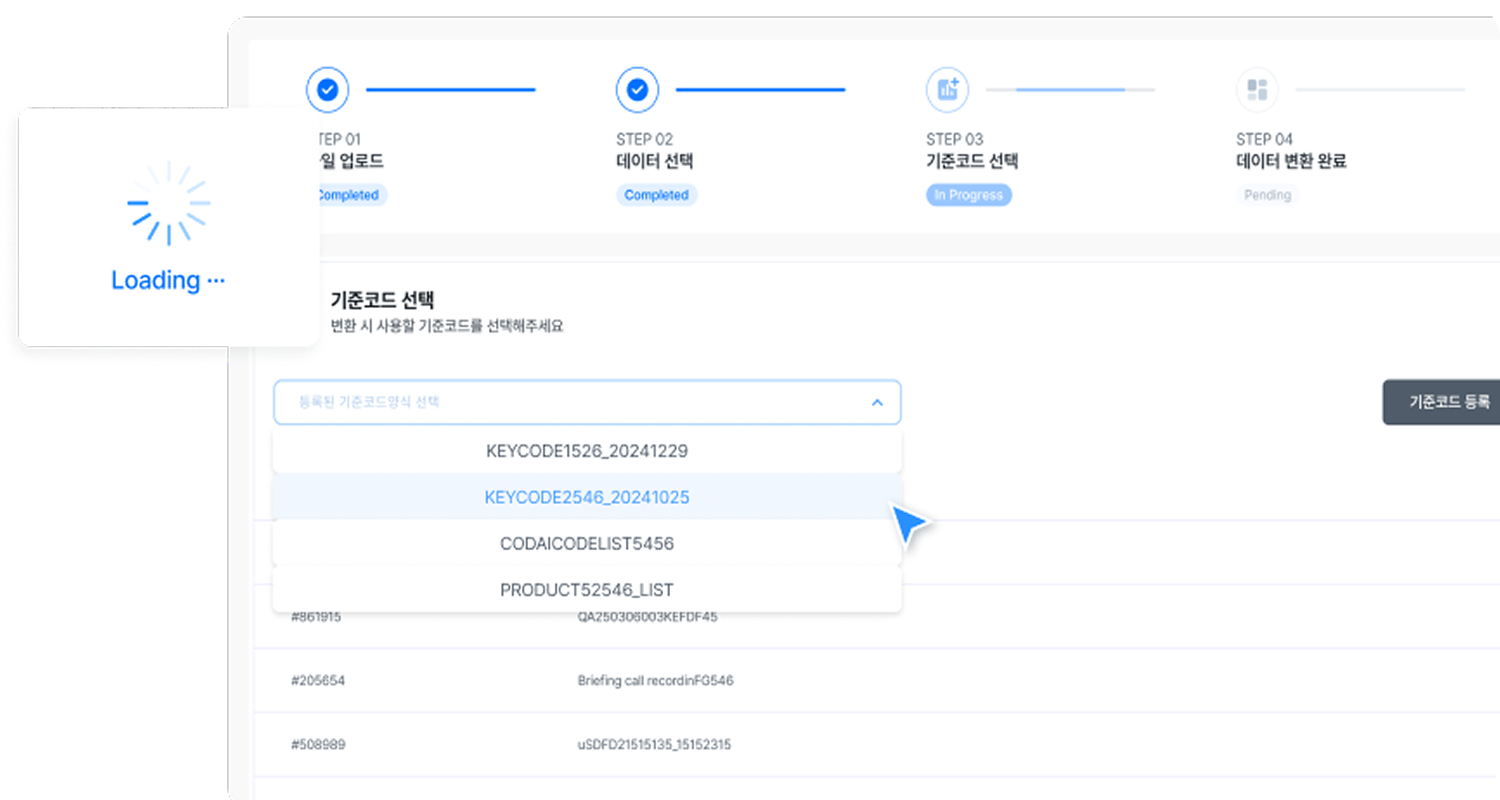 TEP 01
일 업로드
Completed
STEP 02
데이터 선택
Completed
STEP 03
기준코드 선택
In Progress
STEP 04
데이터 변환 완료
Pending
Loading ···
기준코드 선택
변환 시 사용할 기준코드를 선택해주세요
등록된 기준코드양식 선택
기준코드 등록
KEYCODE1526_20241229
KEYCODE2546_20241025
CODAICODELIST5456
PRODUCT52546_LIST
#861915 QA250306003KEFDF45
#205654 Briefing call recordinFG546
#508989 uSDFD21515135_15152315